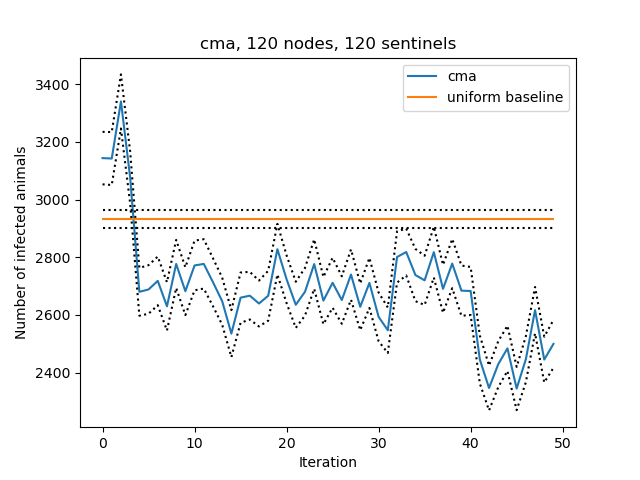 cma, 120 nodes, 120 sentinels
cma
uniform baseline
Number of infected animals
3400
3200
3000
2800
2600
2400
0 10 20 30 40 50
Iteration